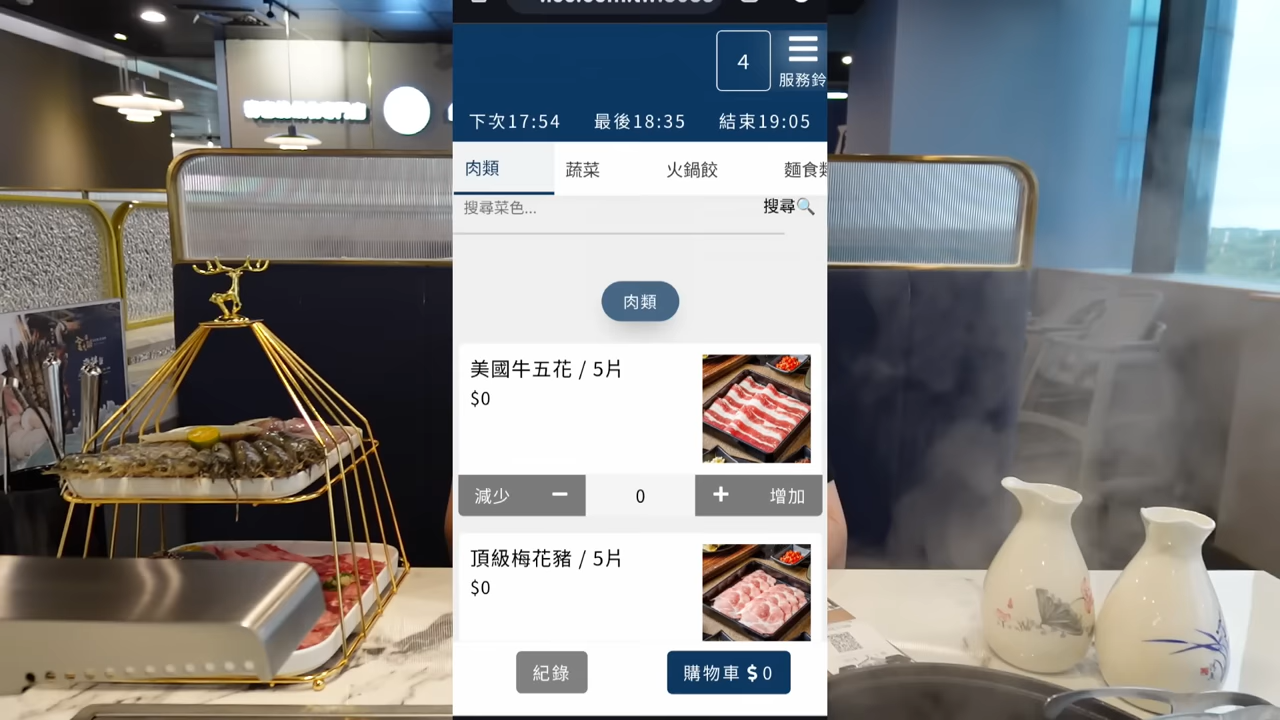 4
服務鈴
下次17:54 最後18:35 結束19:05
肉類 蔬菜 火鍋餃 麵食類
搜尋菜色... 搜尋
肉類
美國牛五花 / 5片
$0
減少 − 0 + 增加
頂級梅花豬 / 5片
$0
紀錄 購物車 $0